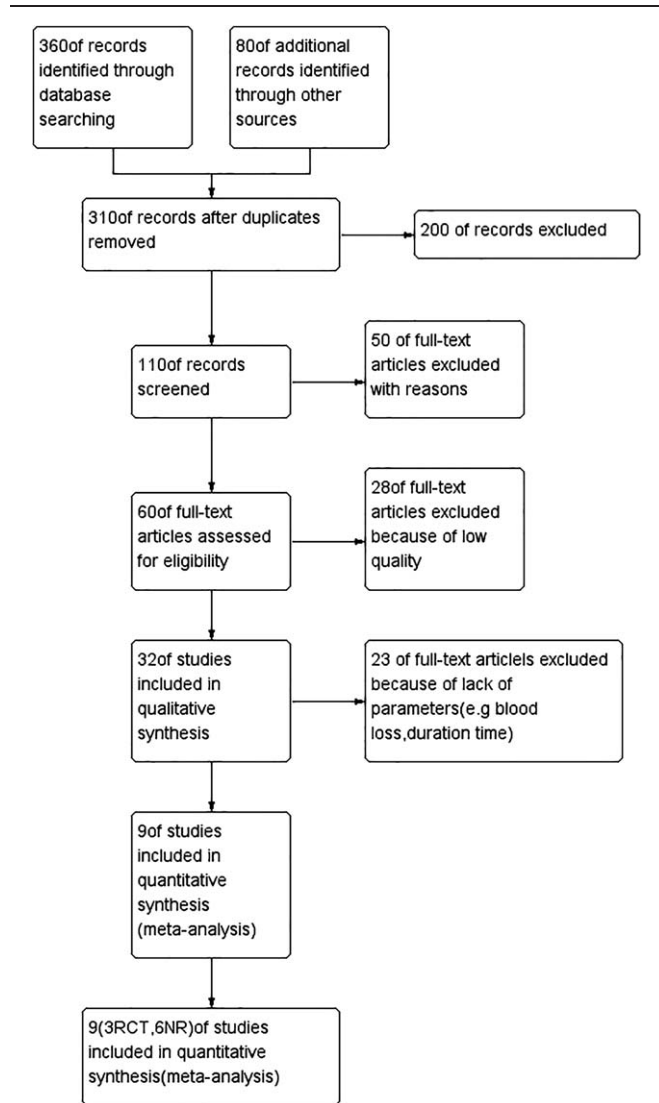 360of records
identified through
database
searching
80of additional
records identified
through other
sources
310of records after duplicates
removed
200 of records excluded
110of records
screened
50 of full-text
articles excluded
with reasons
60of full-text
articles assessed
for eligibility
28of full-text
articles excluded
because of low
quality
32of studies
included in
qualitative
synthesis
23 of full-text articlels excluded
because of lack of
parameters(e.g blood
loss,duration time)
9of studies
included in
quantitative
synthesis
(meta-analysis)
9(3RCT,6NR)of studies
included in quantitative
synthesis(meta-analysis)